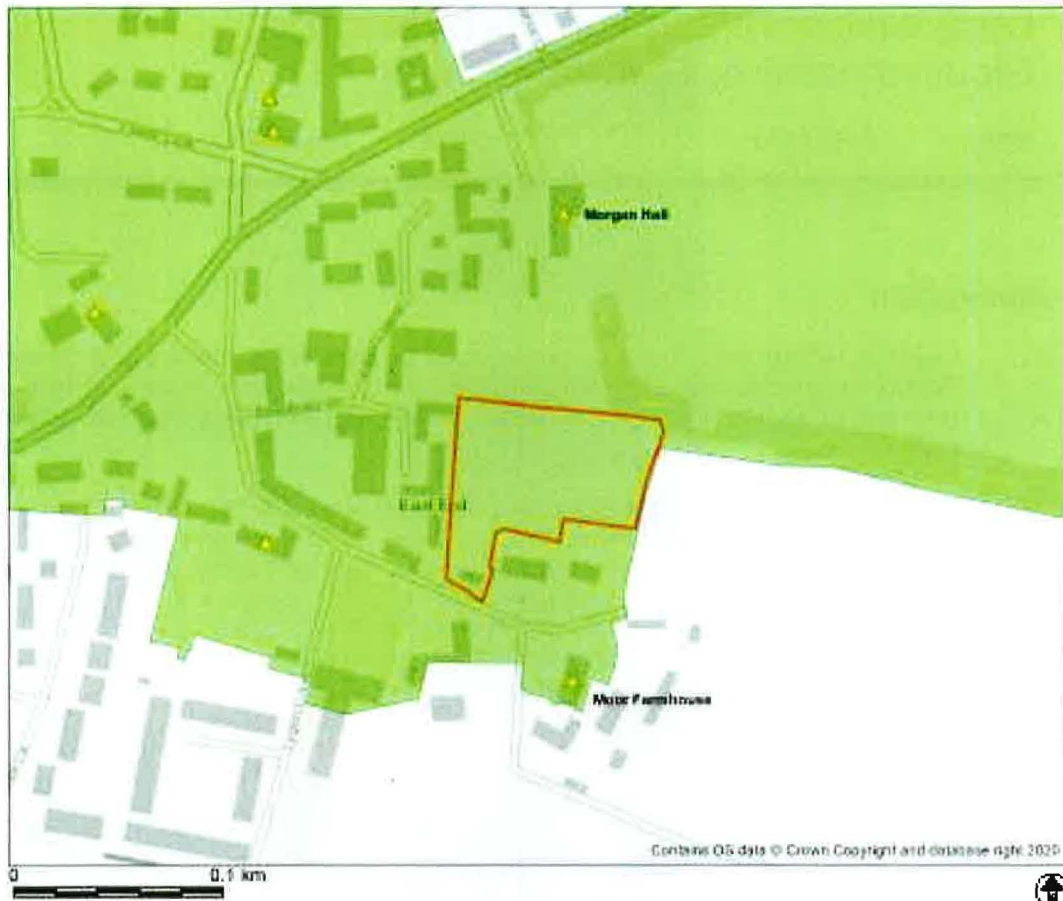 Morgan Hall
East End
Moor Farmhouse
Contains OS data © Crown Copyright and database right 2020
0
0.1 km